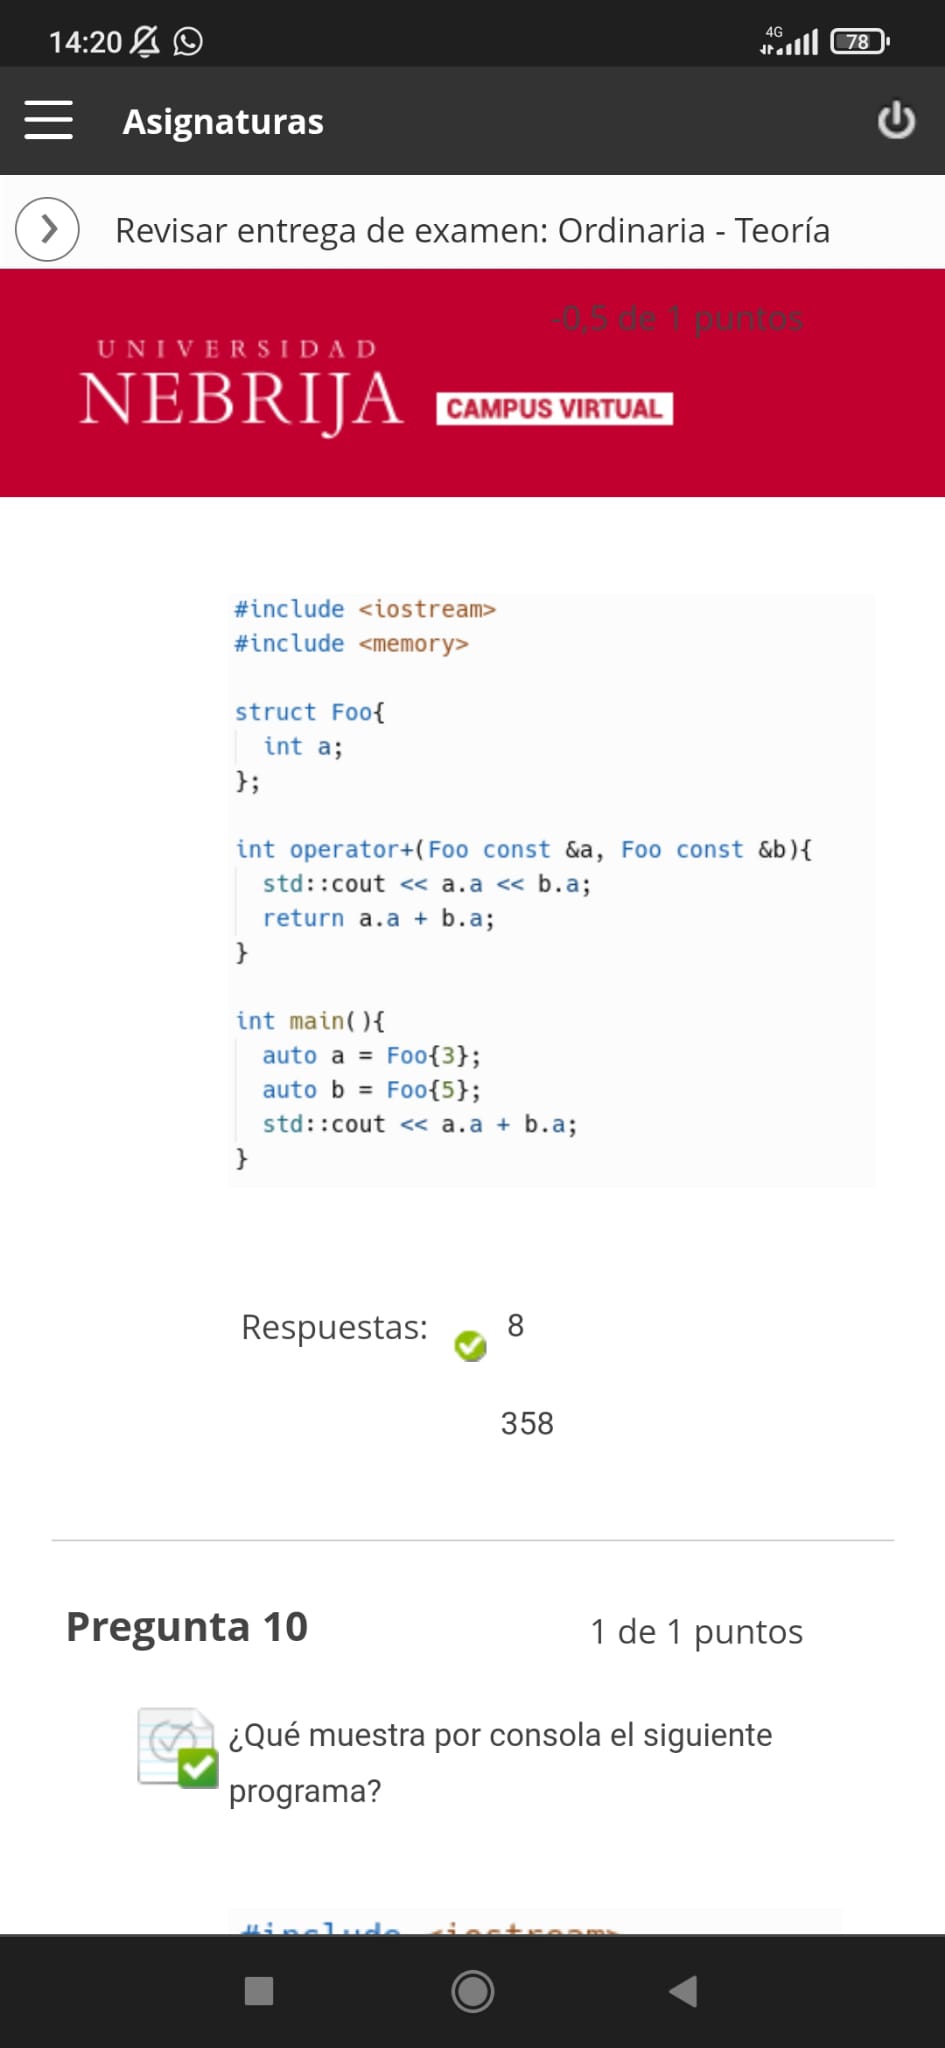 14:20
4G
78
Asignaturas
Revisar entrega de examen: Ordinaria - Teoría
-0,5 de 1 puntos
UNIVERSIDAD
NEBRIJA
CAMPUS VIRTUAL
#include <iostream>
#include <memory>
struct Foo{
int a;
};
int operator+(Foo const &a, Foo const &b){
std::cout << a.a << b.a;
return a.a + b.a;
}
int main(){
auto a = Foo{3};
auto b = Foo{5};
std::cout << a.a + b.a;
}
Respuestas:
8
358
Pregunta 10
1 de 1 puntos
¿Qué muestra por consola el siguiente
programa?
#include <iostream>